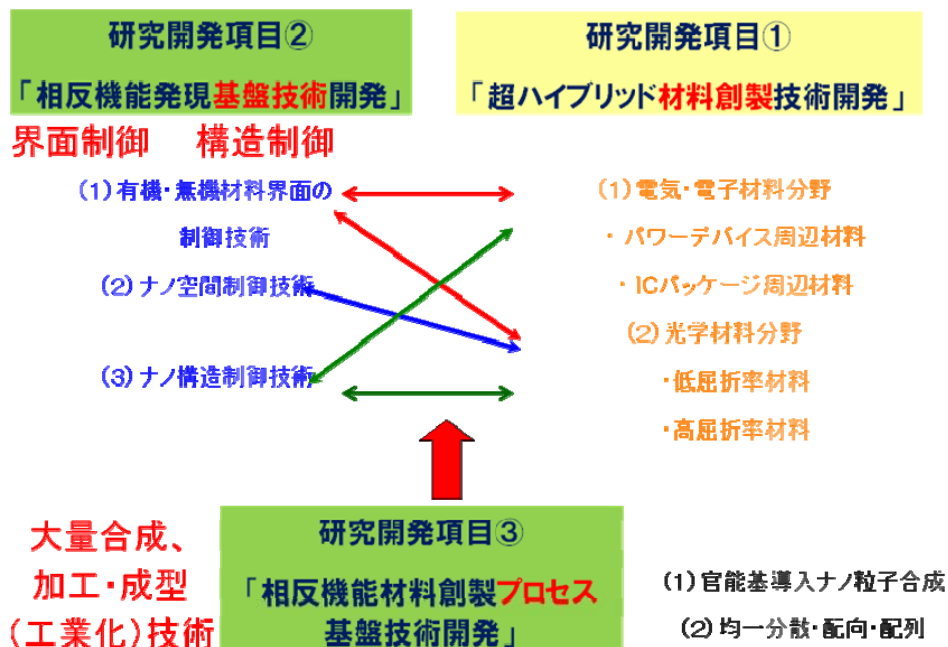 研究開発項目②
「相反機能発現基盤技術開発」
界面制御　構造制御
(1)有機・無機材料界面の
制御技術
(2)ナノ空間制御技術
(3)ナノ構造制御技術
研究開発項目①
「超ハイブリッド材料創製技術開発」
(1)電気・電子材料分野
・パワーデバイス周辺材料
・ICパッケージ周辺材料
(2)光学材料分野
・低屈折率材料
・高屈折率材料
大量合成、
加工・成型
(工業化)技術
研究開発項目③
「相反機能材料創製プロセス
基盤技術開発」
(1)官能基導入ナノ粒子合成
(2)均一分散・配向・配列